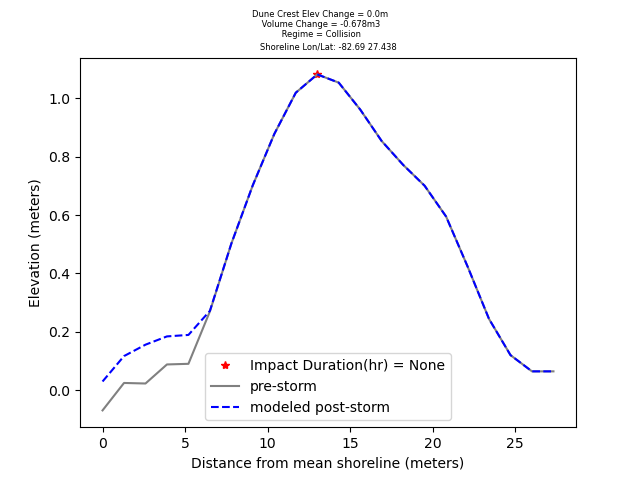 Dune Crest Elev Change = 0.0m
Volume Change = -0.678m3
Regime = Collision
Shoreline Lon/Lat: -82.69 27.438
1.0
0.8
0.6
0.4
0.2
0.0
Elevation (meters)
Impact Duration(hr) = None
pre-storm
modeled post-storm
0 5 10 15 20 25
Distance from mean shoreline (meters)